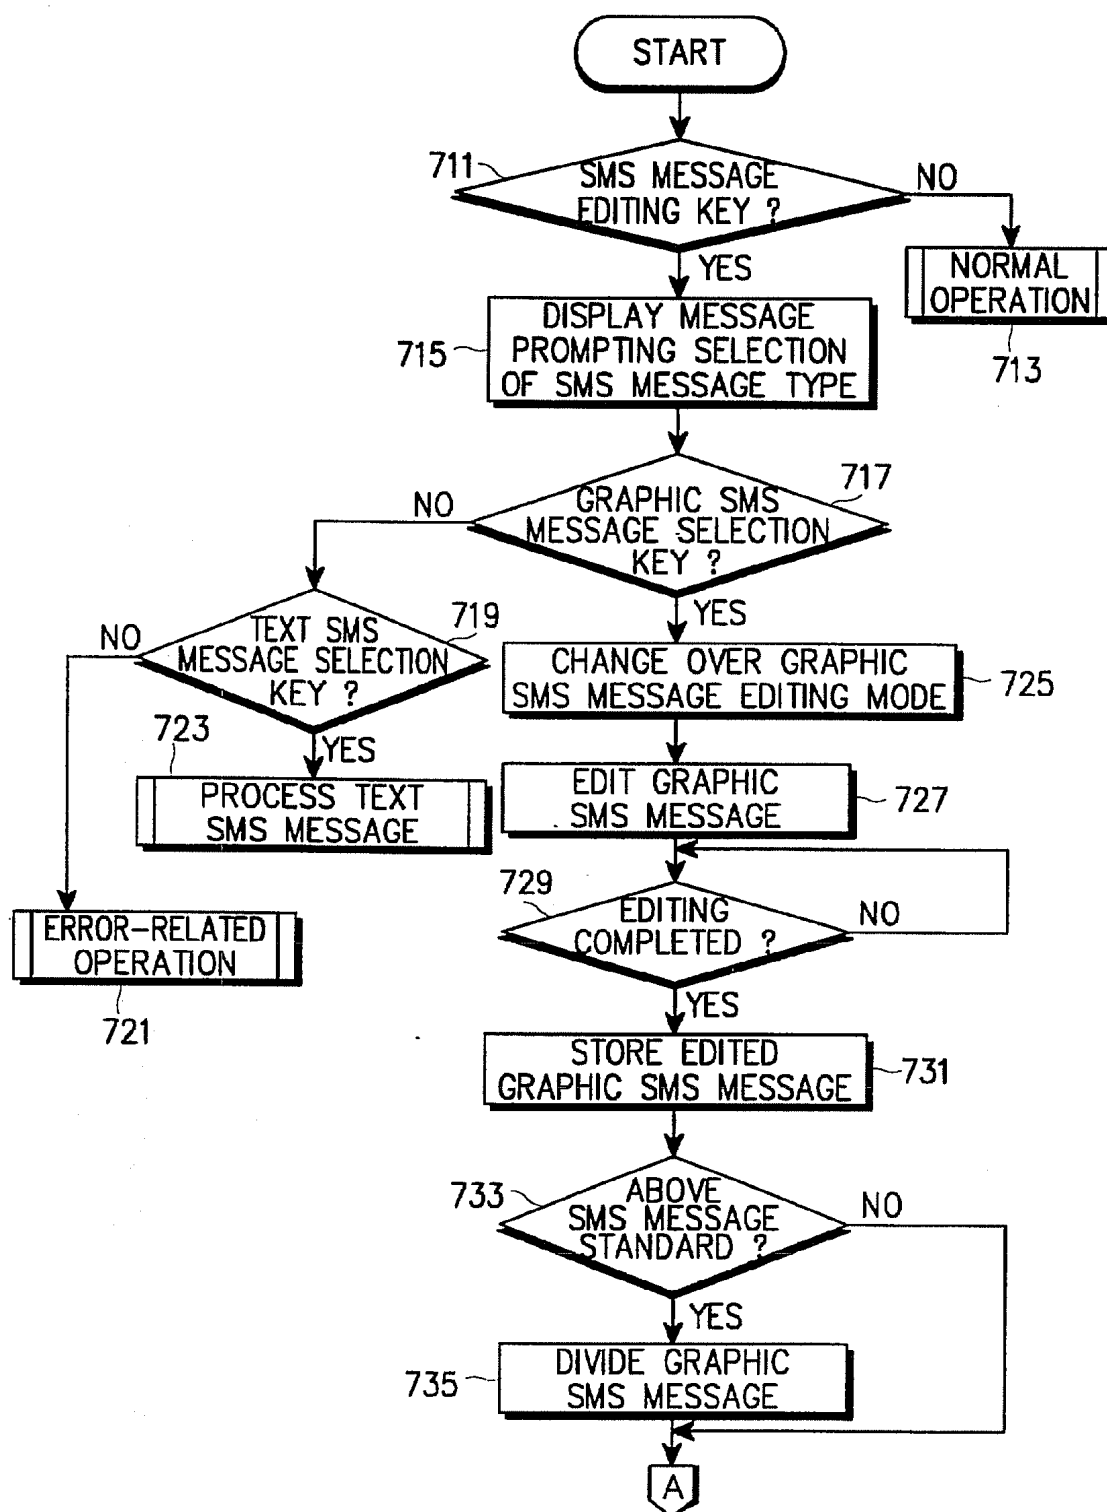 START
711
SMS MESSAGE
EDITING KEY ?
NO
YES
NORMAL
OPERATION
713
715
DISPLAY MESSAGE
PROMPTING SELECTION
OF SMS MESSAGE TYPE
717
NO
GRAPHIC SMS
MESSAGE SELECTION
KEY ?
YES
719
NO
TEXT SMS
MESSAGE SELECTION
KEY ?
YES
CHANGE OVER GRAPHIC
SMS MESSAGE EDITING MODE
725
723
PROCESS TEXT
SMS MESSAGE
EDIT GRAPHIC
SMS MESSAGE
727
729
EDITING
COMPLETED ?
NO
YES
ERROR-RELATED
OPERATION
721
STORE EDITED
GRAPHIC SMS MESSAGE
731
733
ABOVE
SMS MESSAGE
STANDARD ?
NO
YES
735
DIVIDE GRAPHIC
SMS MESSAGE
A